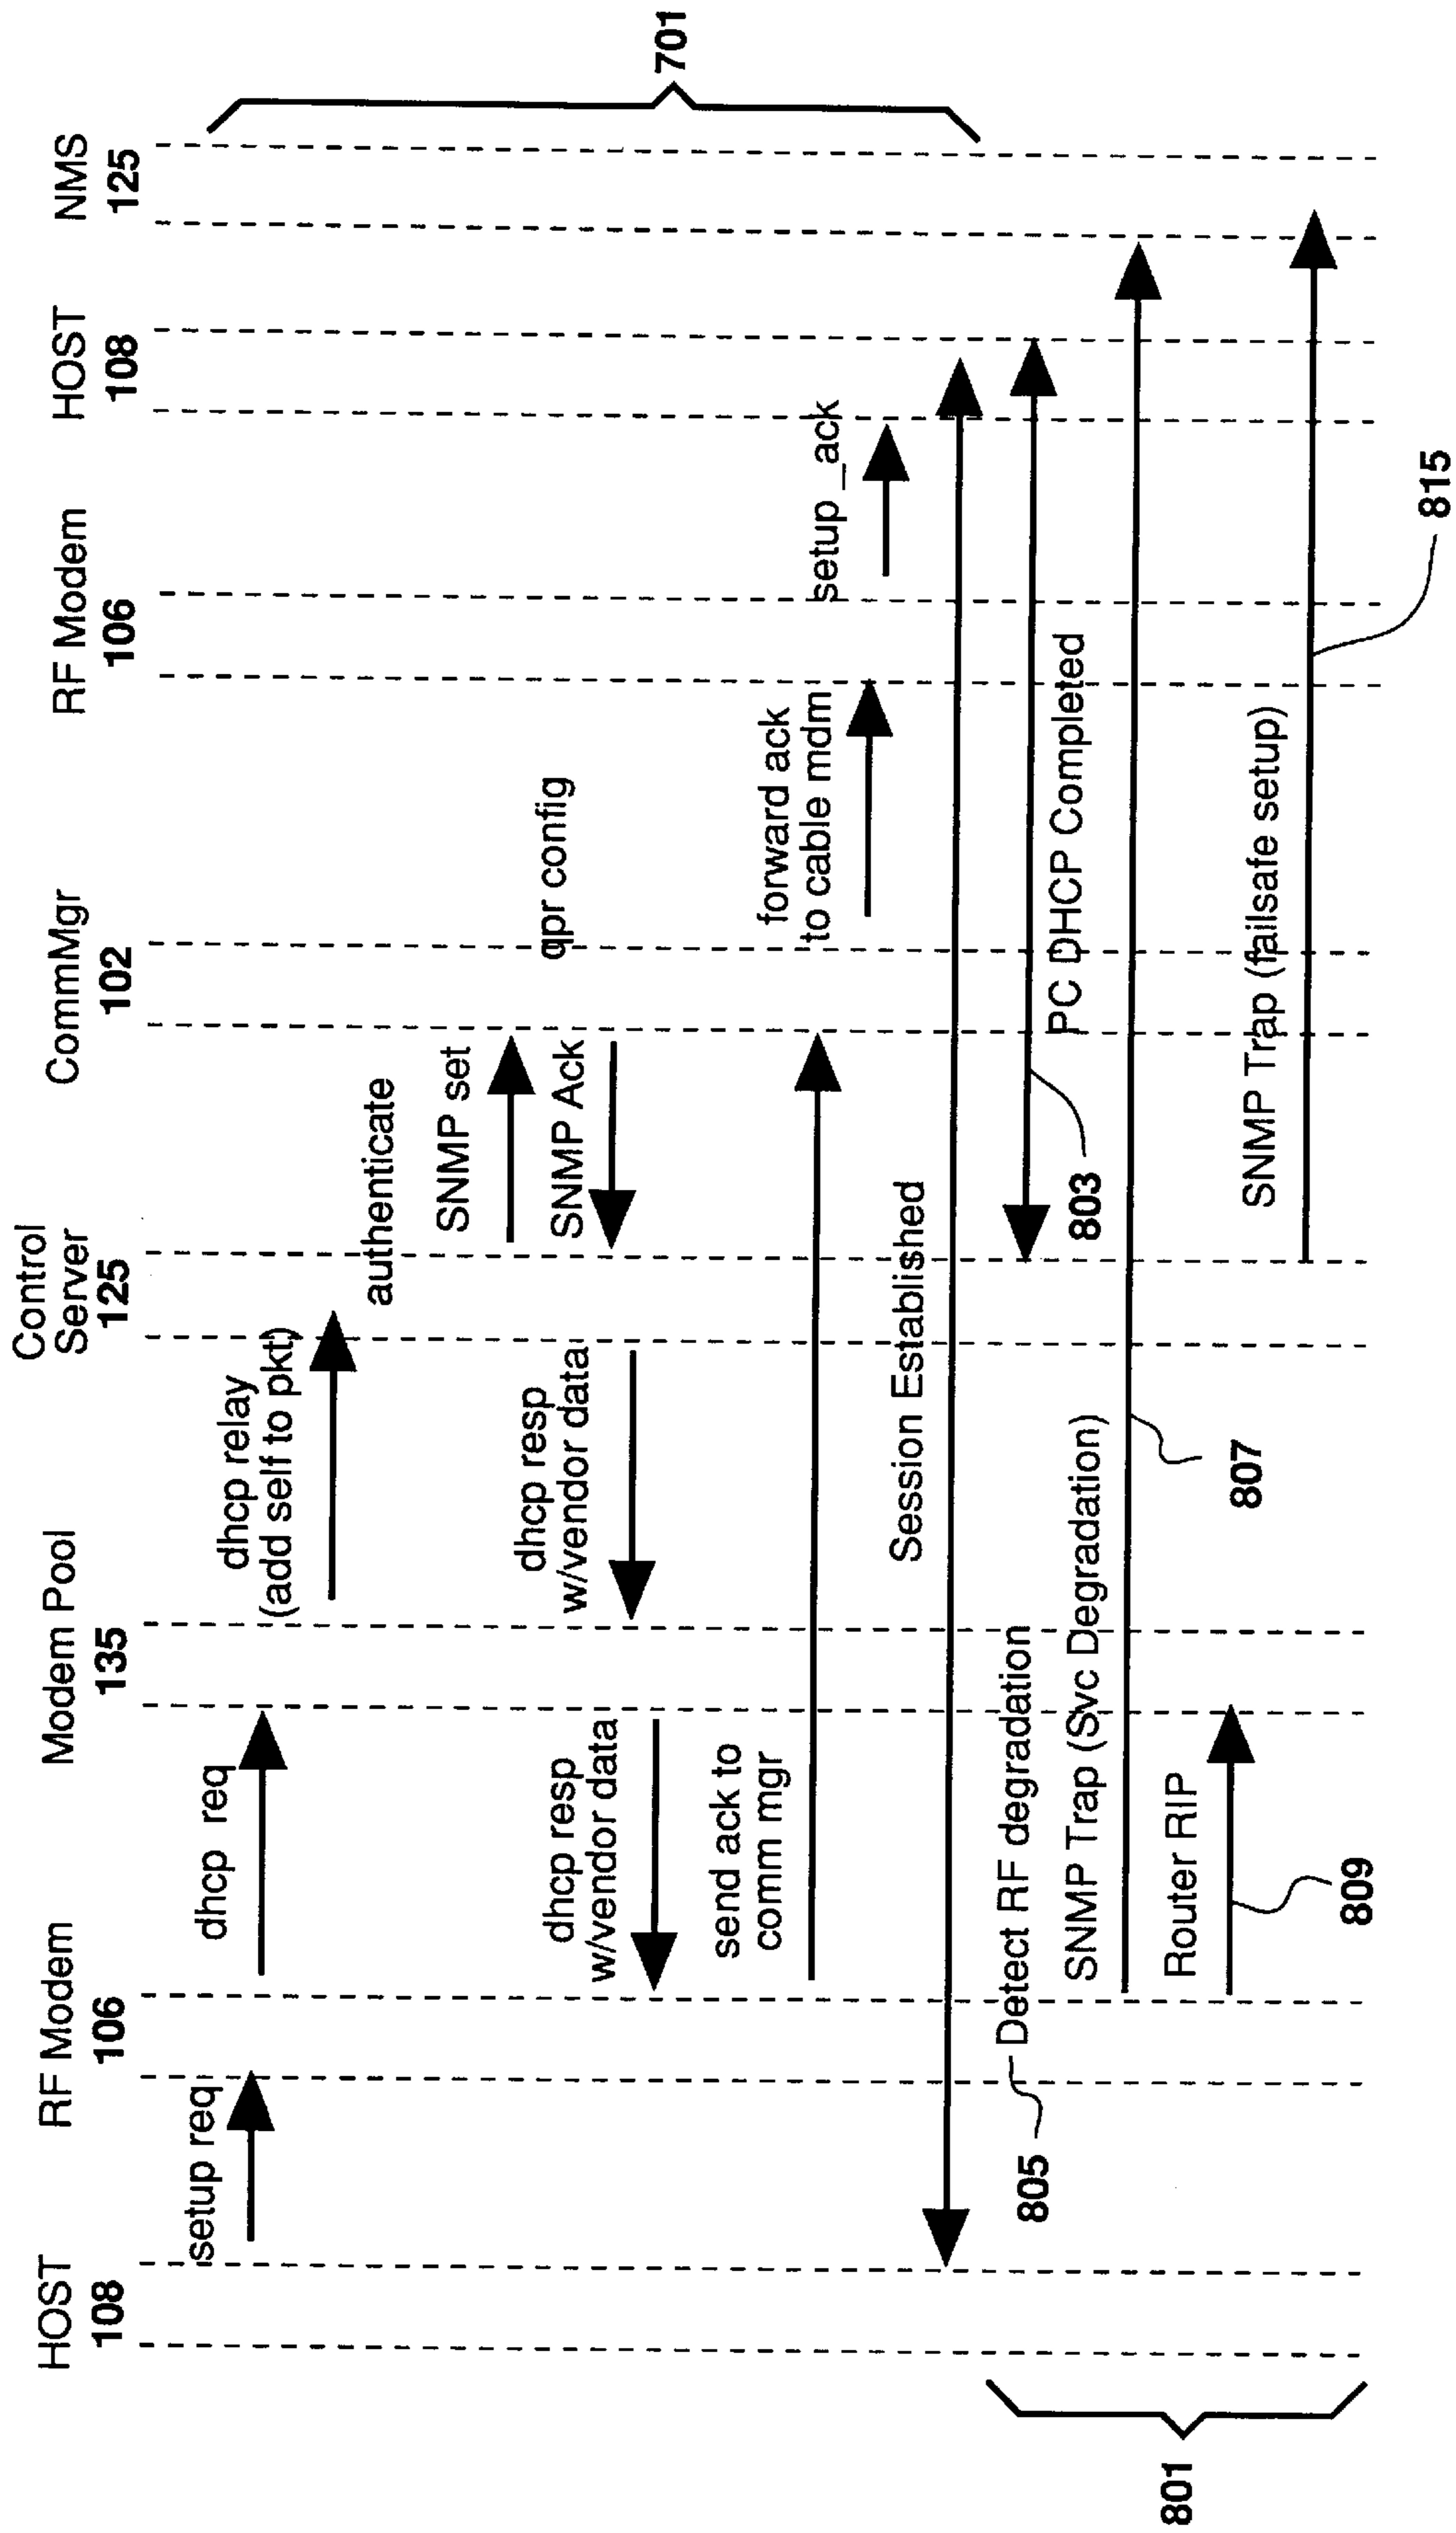 HOST
108
RF Modem
106
Modem Pool
135
Control
Server
125
CommMgr
102
RF Modem
106
HOST
108
NMS
125
setup req
dhcp req
dhcp relay
(add self to pkt)
authenticate
SNMP set
SNMP Ack
qpr config
dhcp resp
w/vendor data
dhcp resp
w/vendor data
send ack to
comm mgr
forward ack
to cable mdm
setup_ack
Session Established
701
805
Detect RF degradation
803
PC DHCP Completed
SNMP Trap (Svc Degradation)
807
Router RIP
809
SNMP Trap (failsafe setup)
815
801